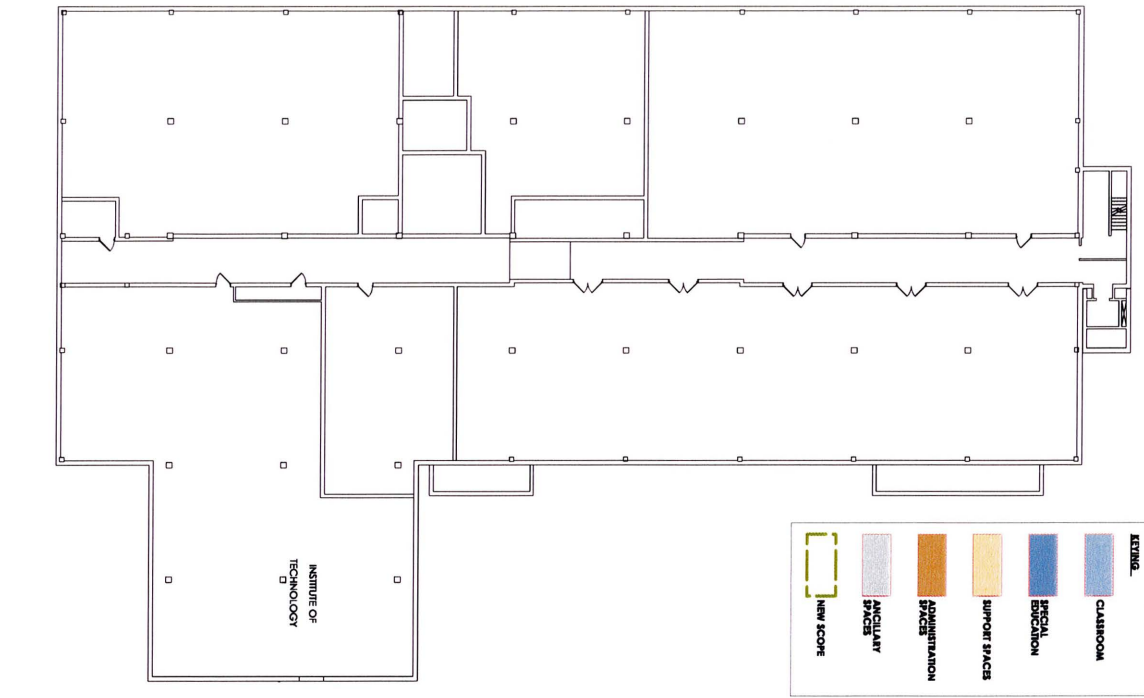 INSTITUTE OF
TECHNOLOGY
KEYING
CLASSROOM
SPECIAL
EDUCATION
SUPPORT SPACES
ADMINISTRATION
SPACES
ANCILLARY
SPACES
NEW SCOPE